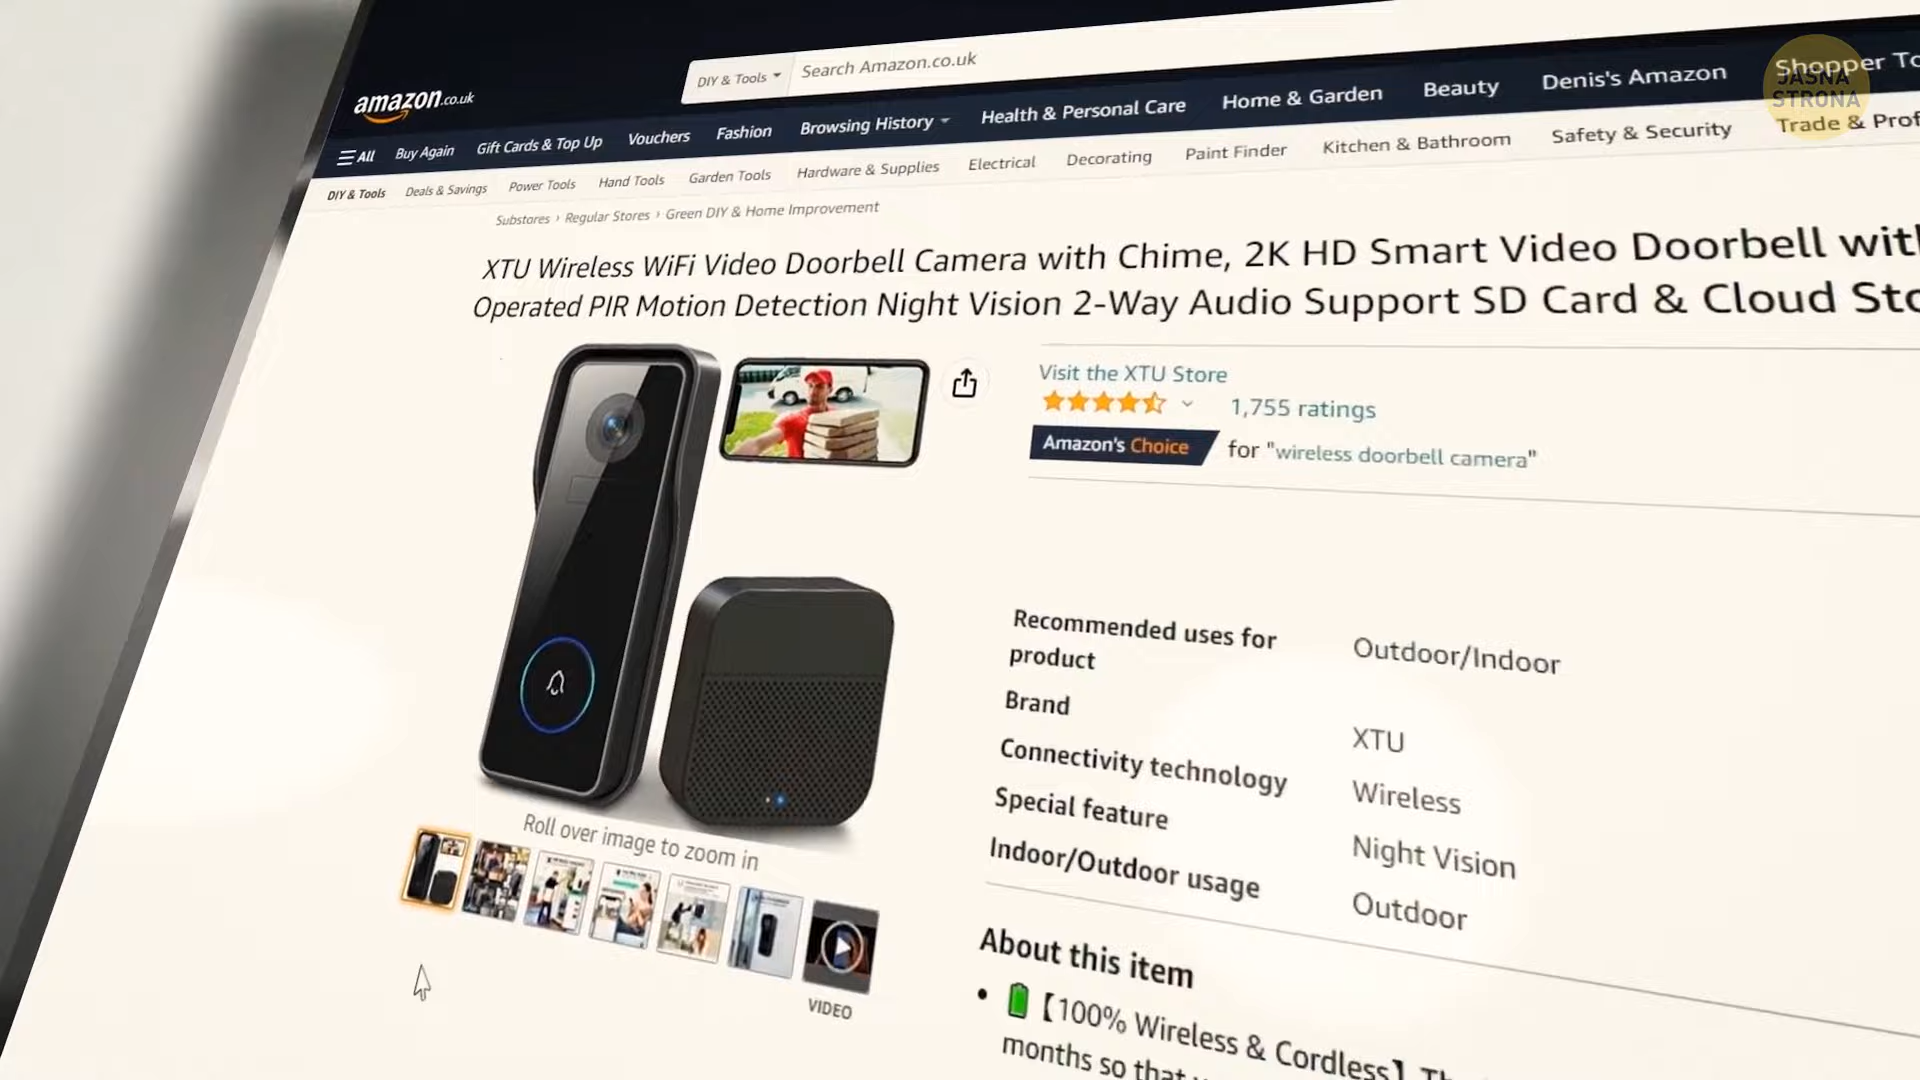 DIY & Tools
Search Amazon.co.uk
JASNA
STRONA
amazon.co.uk
All
Buy Again
Gift Cards & Top Up
Vouchers
Fashion
Browsing History
Health & Personal Care
Home & Garden
Beauty
Denis's Amazon
Shopper To
DIY & Tools
Deals & Savings
Power Tools
Hand Tools
Garden Tools
Hardware & Supplies
Electrical
Decorating
Paint Finder
Kitchen & Bathroom
Safety & Security
Trade & Prof
Substores › Regular Stores › Green DIY & Home Improvement
XTU Wireless WiFi Video Doorbell Camera with Chime, 2K HD Smart Video Doorbell with
Operated PIR Motion Detection Night Vision 2-Way Audio Support SD Card & Cloud Sto
Visit the XTU Store
1,755 ratings
Amazon's Choice for "wireless doorbell camera"
Recommended uses for
product
Outdoor/Indoor
Brand
XTU
Connectivity technology
Wireless
Special feature
Night Vision
Indoor/Outdoor usage
Outdoor
Roll over image to zoom in
VIDEO
About this item
• 【100% Wireless & Cordless】
months so that